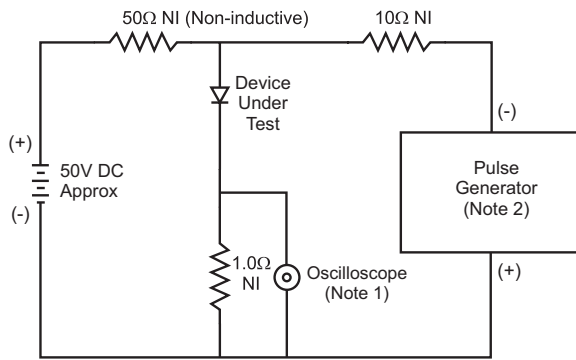 50Ω NI (Non-inductive)
10Ω NI
Device
Under
Test
(-)
(+)
50V DC
Approx
(-)
Pulse
Generator
(Note 2)
1.0Ω
NI
Oscilloscope
(Note 1)
(+)